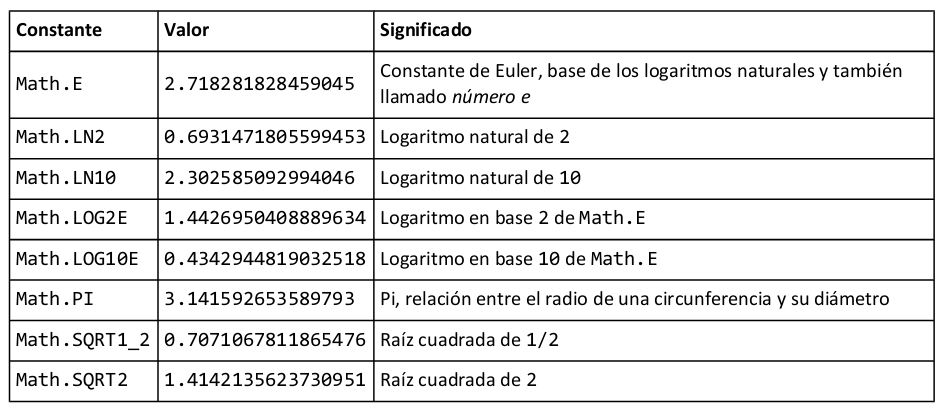 Constante Valor Significado
Math.E 2.718281828459045 Constante de Euler, base de los logaritmos naturales y también
llamado número e
Math.LN2 0.6931471805599453 Logaritmo natural de 2
Math.LN10 2.302585092994046 Logaritmo natural de 10
Math.LOG2E 1.4426950408889634 Logaritmo en base 2 de Math.E
Math.LOG10E 0.4342944819032518 Logaritmo en base 10 de Math.E
Math.PI 3.141592653589793 Pi, relación entre el radio de una circunferencia y su diámetro
Math.SQRT1_2 0.7071067811865476 Raíz cuadrada de 1/2
Math.SQRT2 1.4142135623730951 Raíz cuadrada de 2